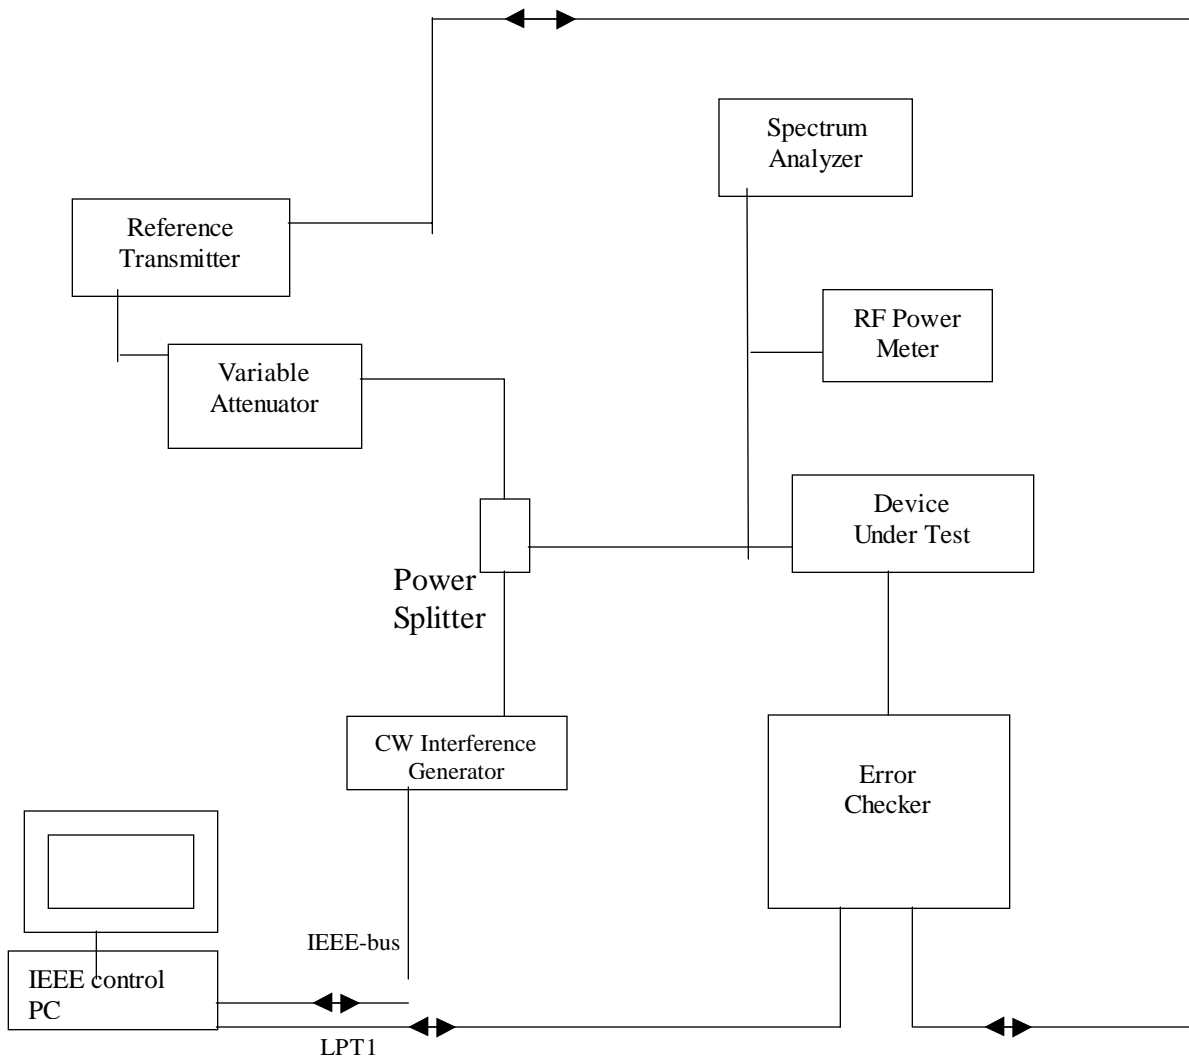 Spectrum
Analyzer
Reference
Transmitter
RF Power
Meter
Variable
Attenuator
Device
Under Test
Power
Splitter
CW Interference
Generator
Error
Checker
IEEE-bus
IEEE control
PC
LPT1